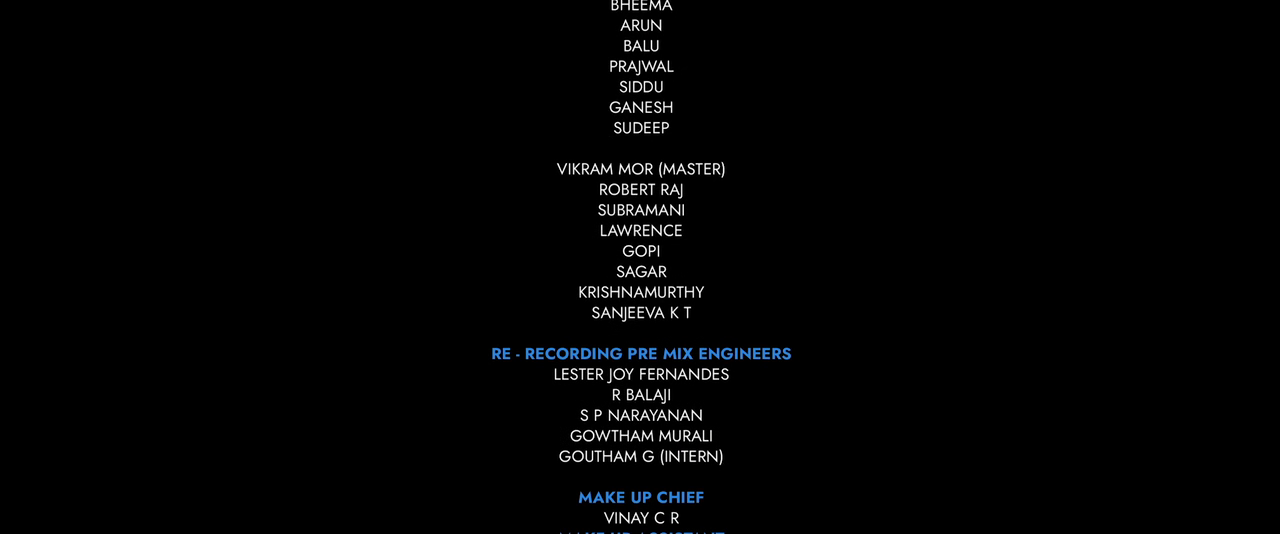 BHEEMA
ARUN
BALU
PRAJWAL
SIDDU
GANESH
SUDEEP
VIKRAM MOR (MASTER)
ROBERT RAJ
SUBRAMANI
LAWRENCE
GOPI
SAGAR
KRISHNAMURTHY
SANJEEVA K T
RE - RECORDING PRE MIX ENGINEERS
LESTER JOY FERNANDES
R BALAJI
S P NARAYANAN
GOWTHAM MURALI
GOUTHAM G (INTERN)
MAKE UP CHIEF
VINAY C R